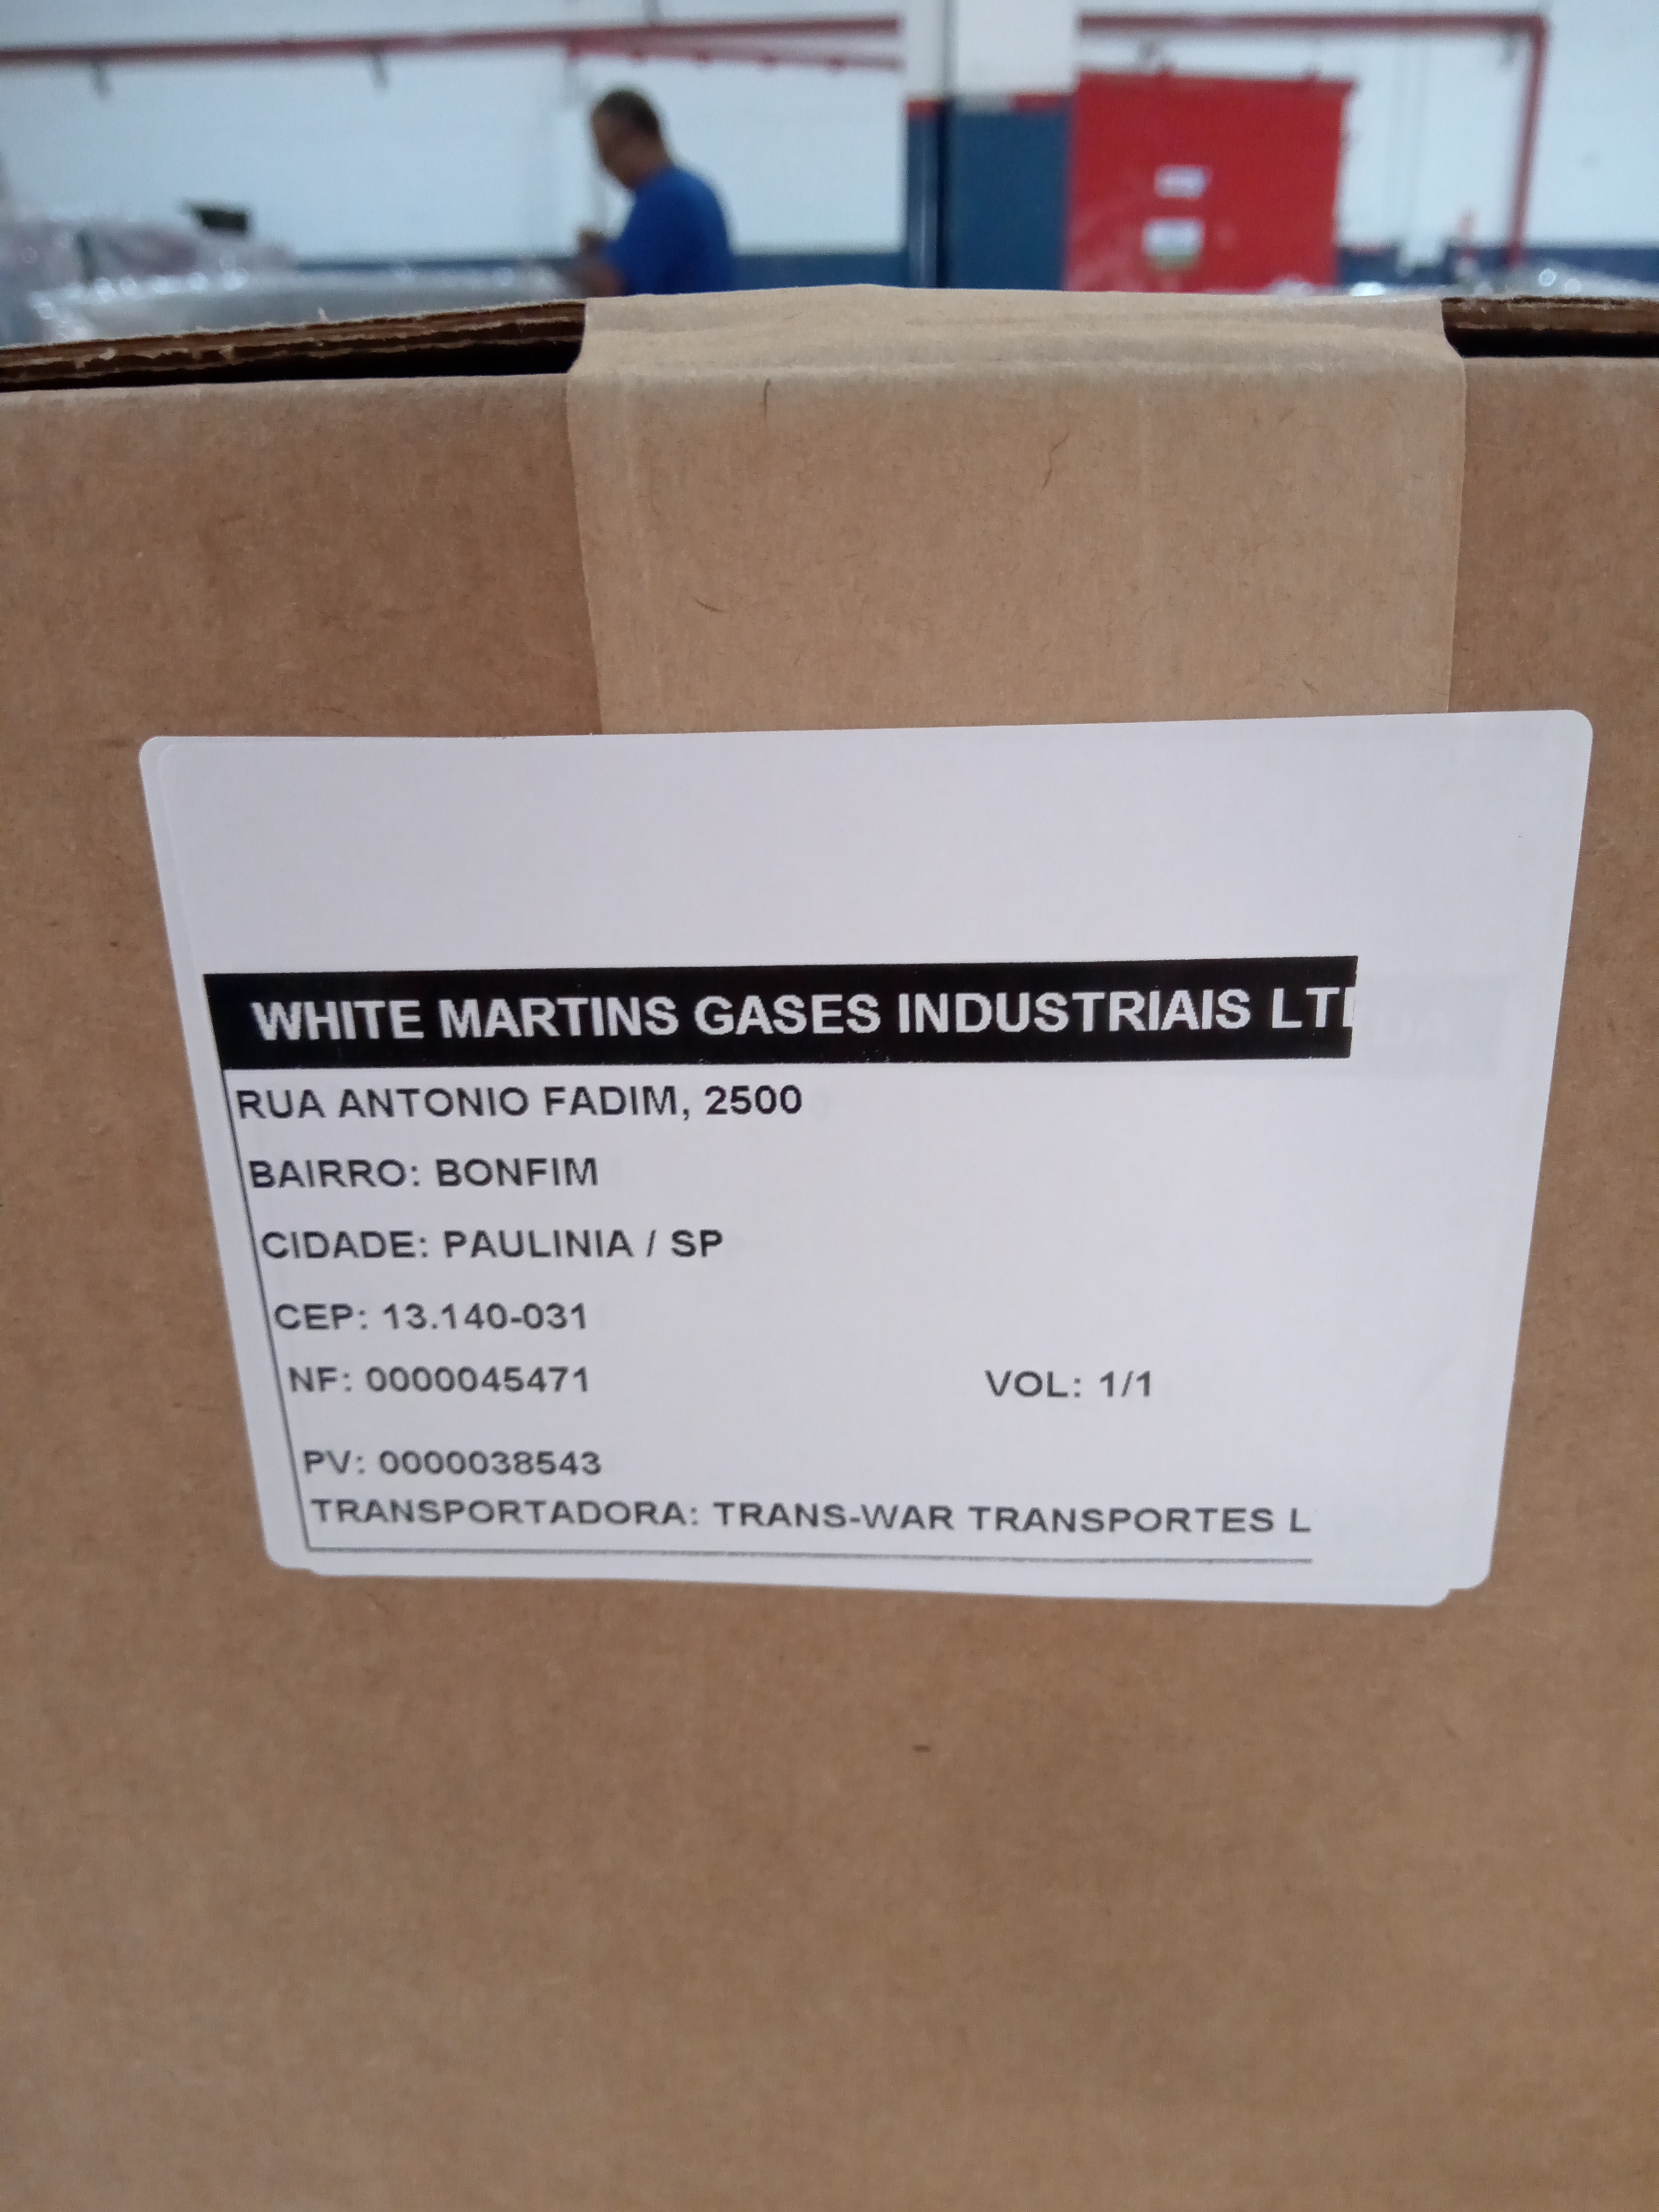 WHITE MARTINS GASES INDUSTRIAIS LT
RUA ANTONIO FADIM, 2500
BAIRRO: BONFIM
CIDADE: PAULINIA / SP
CEP: 13.140-031
NF: 0000045471 VOL: 1/1
PV: 0000038543
TRANSPORTADORA: TRANS-WAR TRANSPORTES L